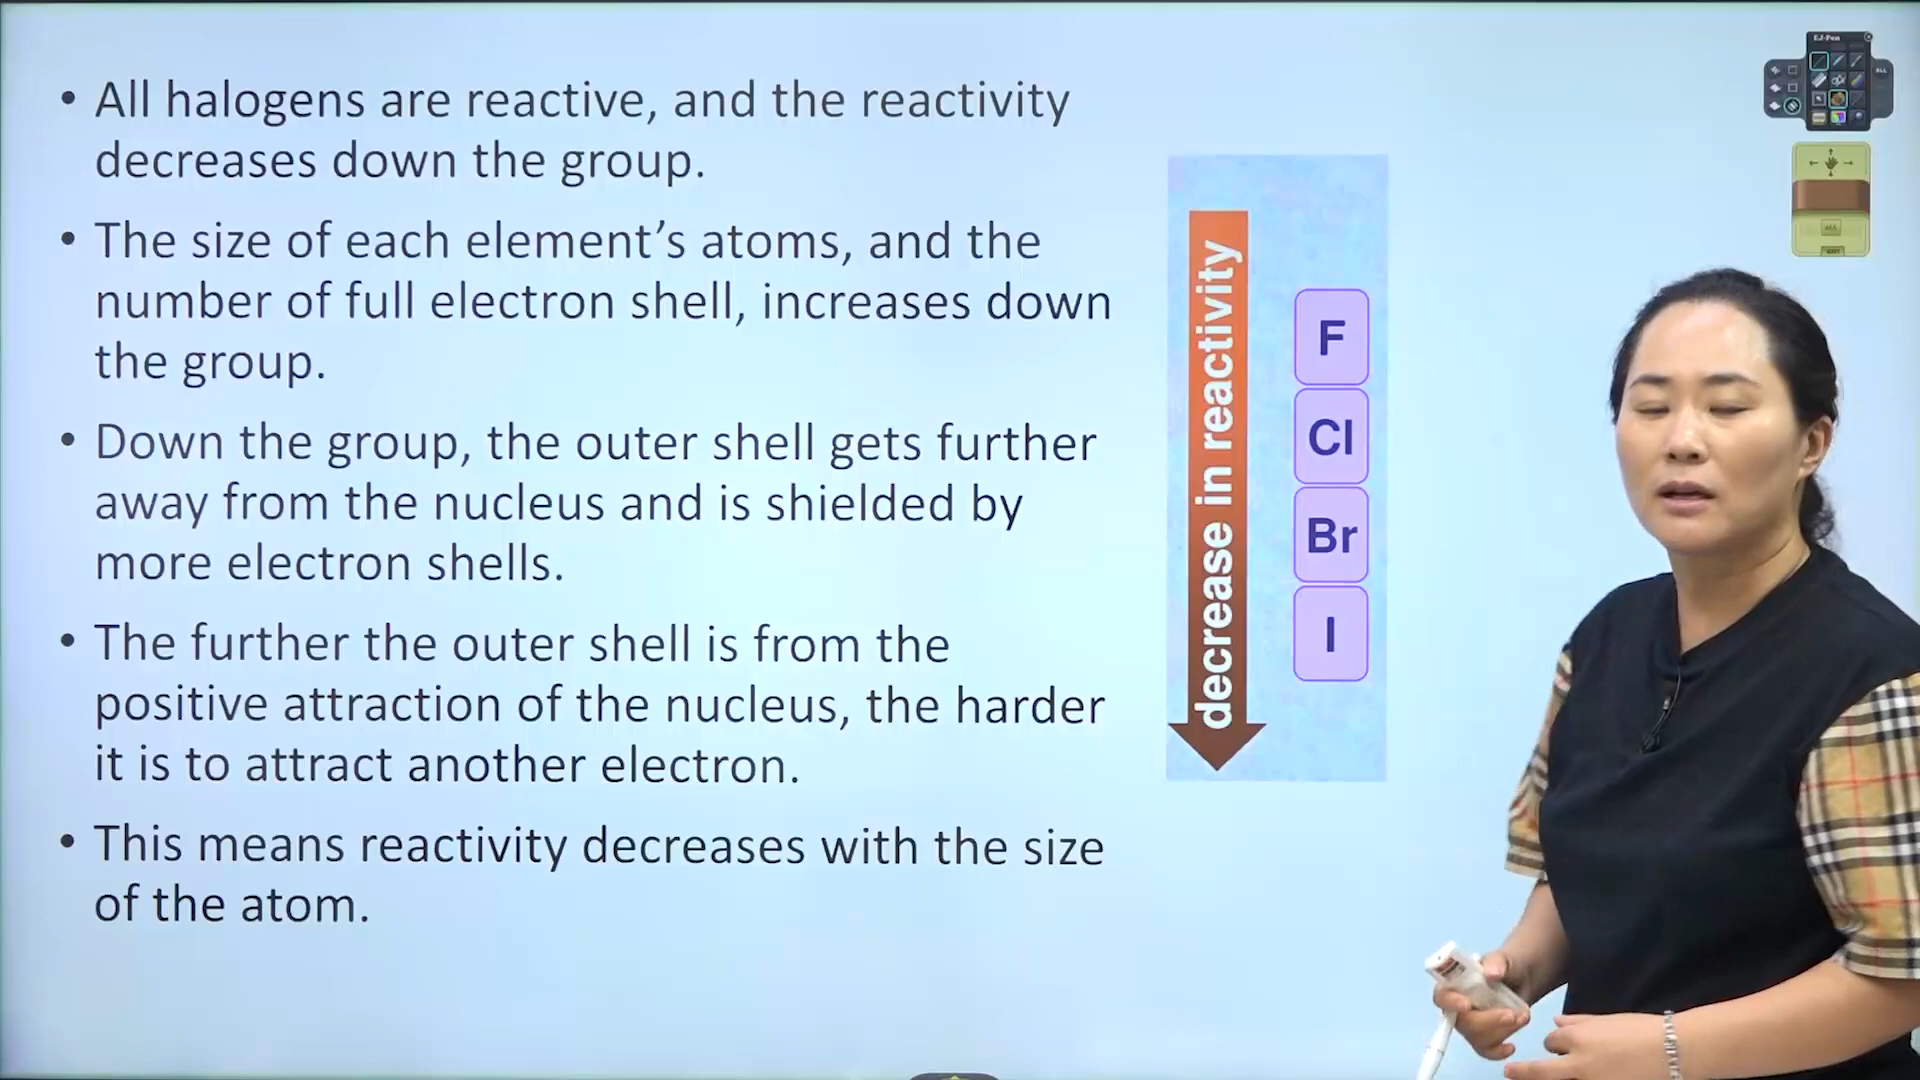 • All halogens are reactive, and the reactivity
decreases down the group.
• The size of each element’s atoms, and the
number of full electron shell, increases down
the group.
• Down the group, the outer shell gets further
away from the nucleus and is shielded by
more electron shells.
• The further the outer shell is from the
positive attraction of the nucleus, the harder
it is to attract another electron.
• This means reactivity decreases with the size
of the atom.
decrease in reactivity
F
Cl
Br
I
EJ-Pen
ALL
ALL